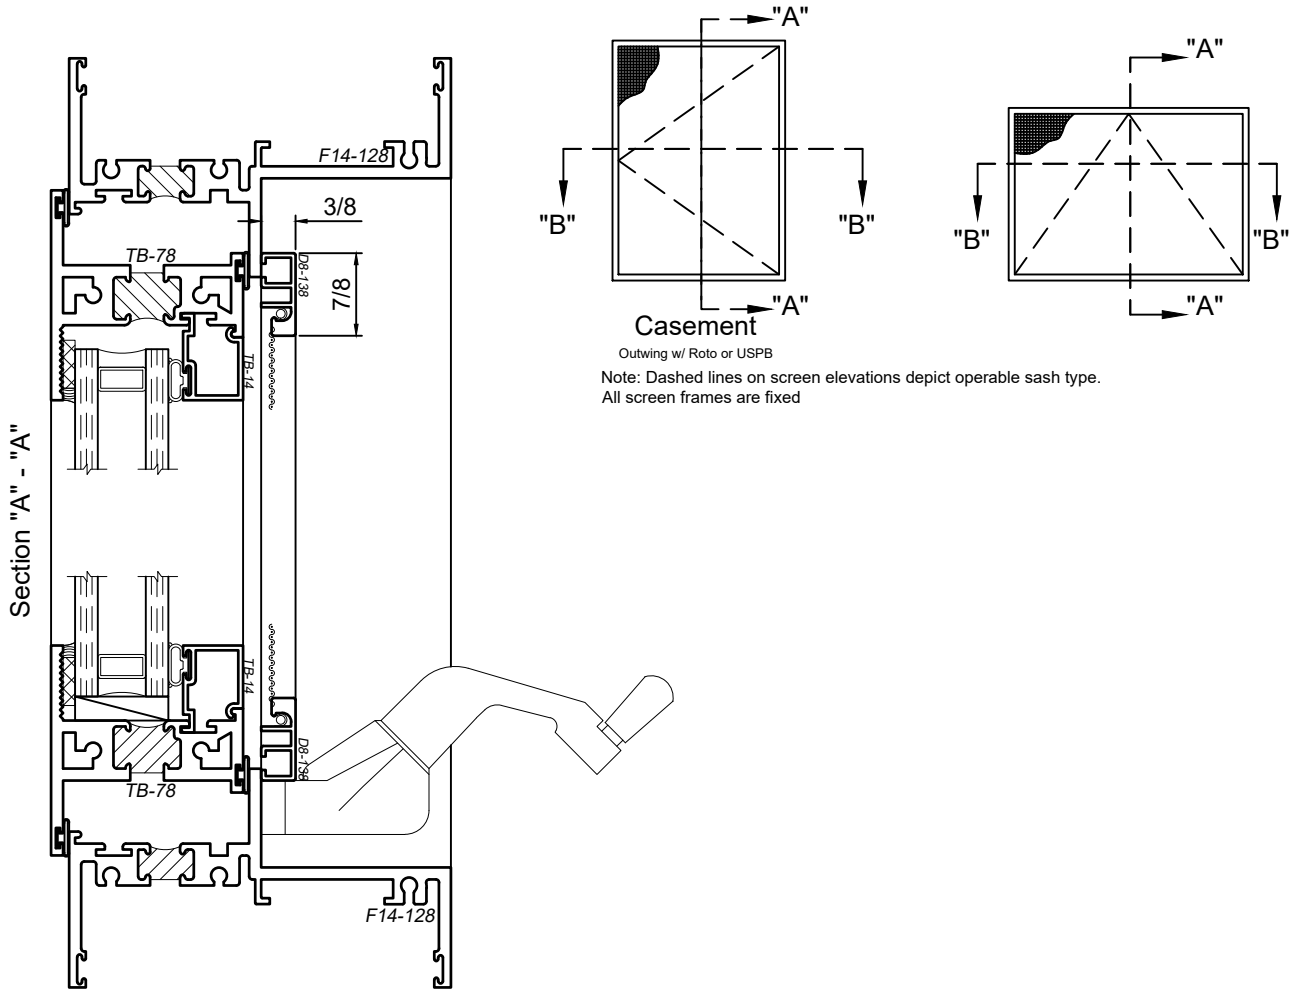 "A"
"A"
F14-128
3/8
"B"
"B"
"B"
"B"
TB-78
D8-138
7/8
"A"
"A"
Casement
Outwing w/ Roto or USPB
Note: Dashed lines on screen elevations depict operable sash type.
All screen frames are fixed
TB-14
Section "A" - "A"
TB-14
D8-138
TB-78
F14-128